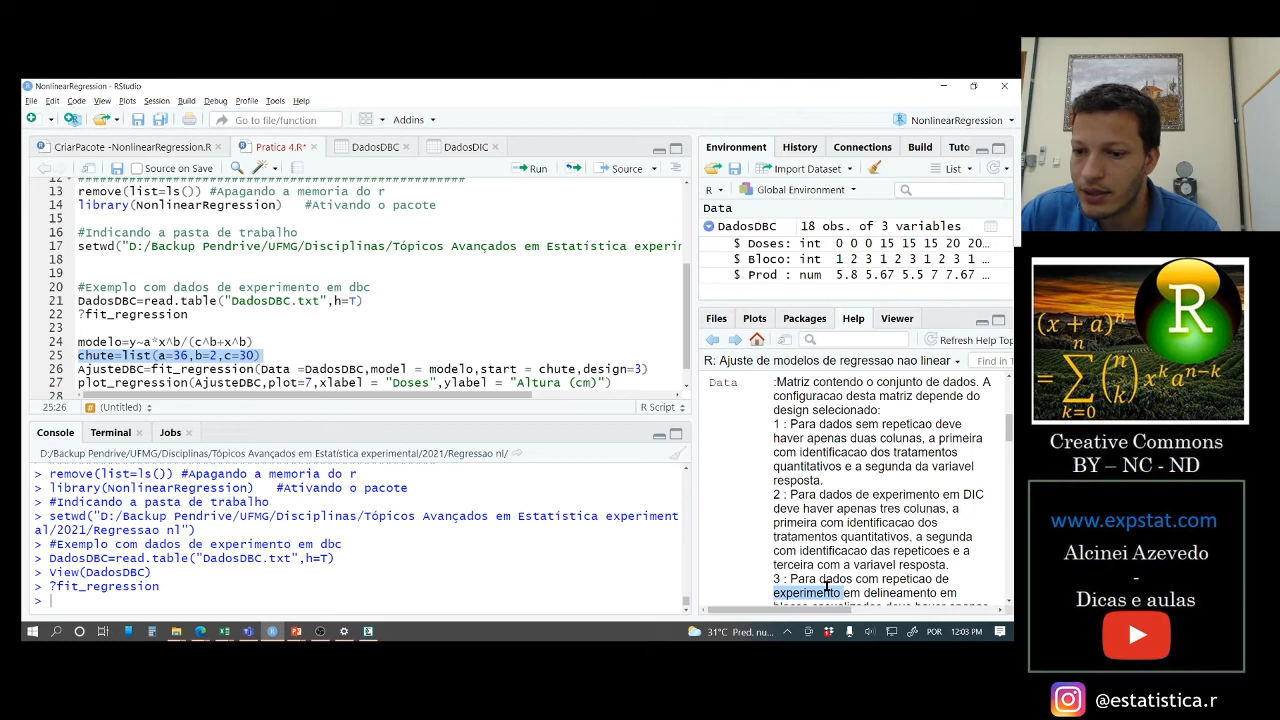 NonlinearRegression - RStudio
File Edit Code View Plots Session Build Debug Profile Tools Help
Go to file/function
Addins
NonlinearRegression
CriarPacote -NonlinearRegression.R
Pratica 4.R*
DadosDBC
DadosDIC
Source on Save
Run
Source
12 ##############################################
13 remove(list=ls()) #Apagando a memoria do r
14 library(NonlinearRegression) #Ativando o pacote
15
16 #Indicando a pasta de trabalho
17 setwd("D:/Backup Pendrive/UFMG/Disciplinas/Tópicos Avançados em Estatística experim
18
19
20 #Exemplo com dados de experimento em dbc
21 DadosDBC=read.table("DadosDBC.txt",h=T)
22 ?fit_regression
23
24 modelo=y~a*x^b/(c^b+x^b)
25 chute=list(a=36,b=2,c=30)
26 AjusteDBC=fit_regression(Data =DadosDBC,model = modelo,start = chute,design=3)
27 plot_regression(AjusteDBC,plot=7,xlabel = "Doses",ylabel = "Altura (cm)")
28
25:26
(Untitled)
R Script
Console
Terminal
Jobs
D:/Backup Pendrive/UFMG/Disciplinas/Tópicos Avançados em Estatística experimental/2021/Regressao nl/
> remove(list=ls()) #Apagando a memoria do r
> library(NonlinearRegression) #Ativando o pacote
> #Indicando a pasta de trabalho
> setwd("D:/Backup Pendrive/UFMG/Disciplinas/Tópicos Avançados em Estatística experiment
al/2021/Regressao nl")
> #Exemplo com dados de experimento em dbc
> DadosDBC=read.table("DadosDBC.txt",h=T)
> View(DadosDBC)
> ?fit_regression
>
Environment
History
Connections
Build
Tuto
Import Dataset
List
R
Global Environment
Data
DadosDBC 18 obs. of 3 variables
$ Doses: int 0 0 0 15 15 15 20 20…
$ Bloco: int 1 2 3 1 2 3 1 2 3 1 …
$ Prod : num 5.8 5.67 5.5 7 7.67 …
Files
Plots
Packages
Help
Viewer
Refresh Help Top
R: Ajuste de modelos de regressao nao linear
Find in T
Data :Matriz contendo o conjunto de dados. A
configuracao desta matriz depende do
design selecionado:
1 : Para dados sem repeticao deve
haver apenas duas colunas, a primeira
com identificacao dos tratamentos
quantitativos e a segunda da variavel
resposta.
2 : Para dados de experimento em DIC
deve haver apenas tres colunas, a
primeira com identificacao dos
tratamentos quantitativos, a segunda
com identificacao das repeticoes e a
terceira com a variavel resposta.
3 : Para dados com repeticao de
experimento em delineamento em
31°C Pred. nu...
POR
12:03 PM
R
(x + a)^n
= ∑_{k=0}^{n} (n k) x^k a^{n−k}
Creative Commons
BY – NC - ND
www.expstat.com
Alcinei Azevedo
-
Dicas e aulas
@estatistica.r